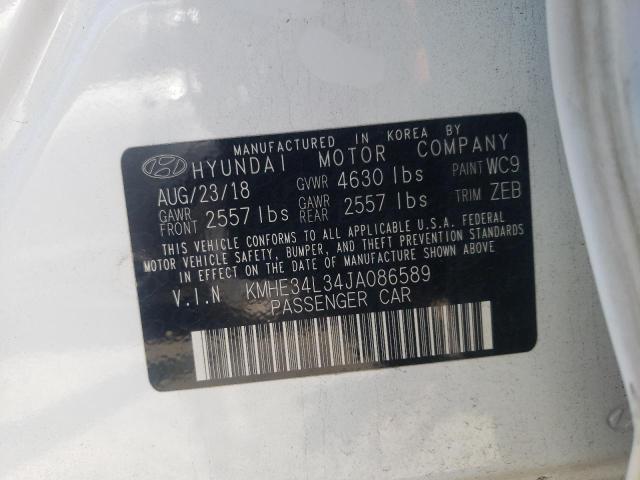 MANUFACTURED IN KOREA BY
HYUNDAI MOTOR COMPANY
AUG/23/18 GVWR 4630 lbs PAINT WC9
GAWR FRONT 2557 lbs GAWR REAR 2557 lbs TRIM ZEB
THIS VEHICLE CONFORMS TO ALL APPLICABLE U.S.A. FEDERAL
MOTOR VEHICLE SAFETY, BUMPER, AND THEFT PREVENTION STANDARDS
IN EFFECT ON THE DATE OF MANUFACTURE SHOWN ABOVE
V.I.N KMHE34L34JA086589
PASSENGER CAR